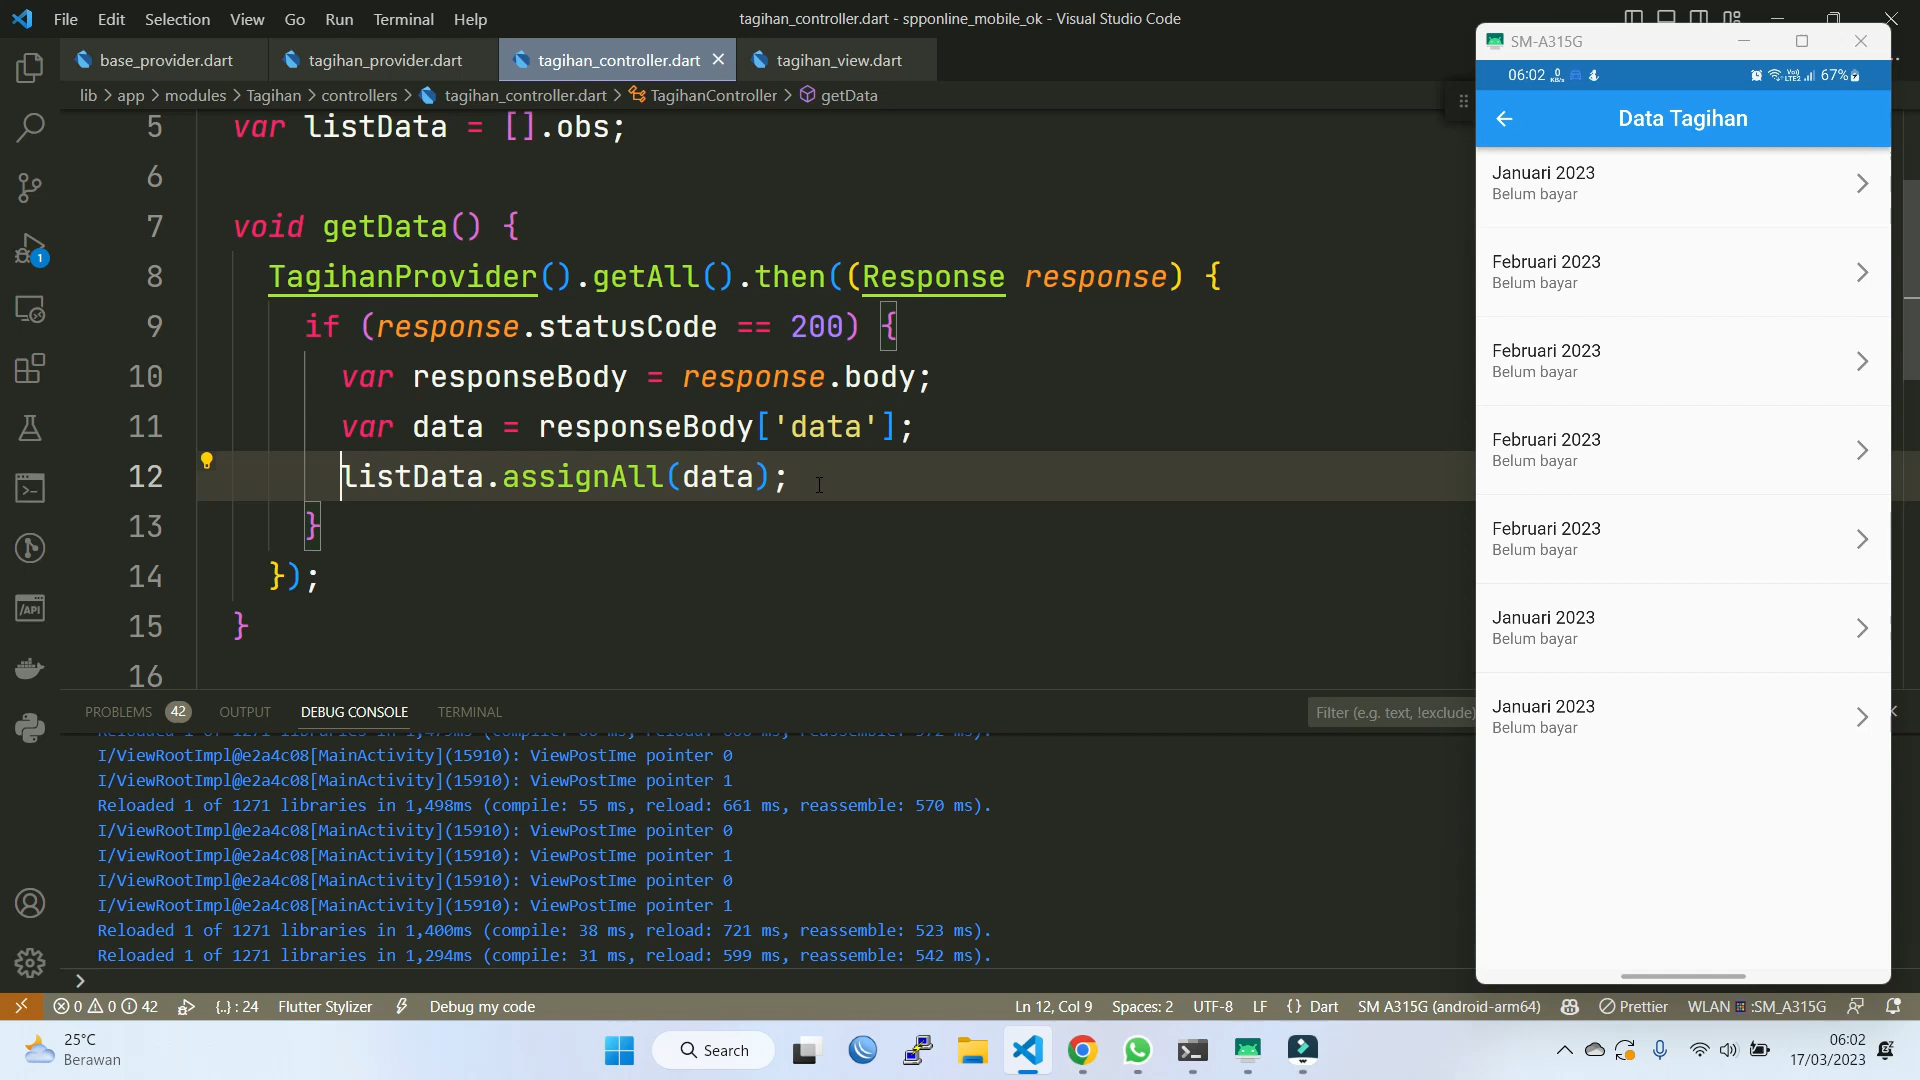 File Edit Selection View Go Run Terminal Help
tagihan_controller.dart - spponline_mobile_ok - Visual Studio Code
base_provider.dart
tagihan_provider.dart
tagihan_controller.dart
tagihan_view.dart
lib > app > modules > Tagihan > controllers > tagihan_controller.dart > TagihanController > getData
5 var listData = [].obs;
6
7 void getData() {
8 TagihanProvider().getAll().then((Response response) {
9 if (response.statusCode == 200) {
10 var responseBody = response.body;
11 var data = responseBody['data'];
12 listData.assignAll(data);
13 }
14 });
15 }
16
1
/API
PROBLEMS 42 OUTPUT DEBUG CONSOLE TERMINAL
Filter (e.g. text, !exclude)
I/ViewRootImpl@e2a4c08[MainActivity](15910): ViewPostIme pointer 0
I/ViewRootImpl@e2a4c08[MainActivity](15910): ViewPostIme pointer 1
Reloaded 1 of 1271 libraries in 1,498ms (compile: 55 ms, reload: 661 ms, reassemble: 570 ms).
I/ViewRootImpl@e2a4c08[MainActivity](15910): ViewPostIme pointer 0
I/ViewRootImpl@e2a4c08[MainActivity](15910): ViewPostIme pointer 1
I/ViewRootImpl@e2a4c08[MainActivity](15910): ViewPostIme pointer 0
I/ViewRootImpl@e2a4c08[MainActivity](15910): ViewPostIme pointer 1
Reloaded 1 of 1271 libraries in 1,400ms (compile: 38 ms, reload: 721 ms, reassemble: 523 ms).
Reloaded 1 of 1271 libraries in 1,294ms (compile: 31 ms, reload: 599 ms, reassemble: 542 ms).
>
SM-A315G
06:02 0 KB/s 67%
Data Tagihan
Januari 2023
Belum bayar
Februari 2023
Belum bayar
Februari 2023
Belum bayar
Februari 2023
Belum bayar
Februari 2023
Belum bayar
Januari 2023
Belum bayar
Januari 2023
Belum bayar
0 0 42 {..} : 24 Flutter Stylizer Debug my code
Ln 12, Col 9 Spaces: 2 UTF-8 LF {} Dart SM A315G (android-arm64) Prettier WLAN :SM_A315G
25°C
Berawan
Search
06:02
17/03/2023